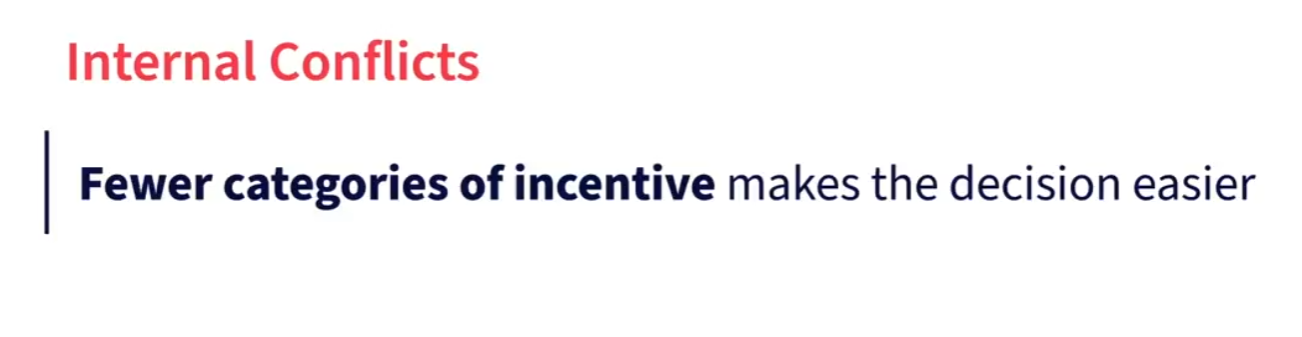 Internal Conflicts
Fewer categories of incentive makes the decision easier